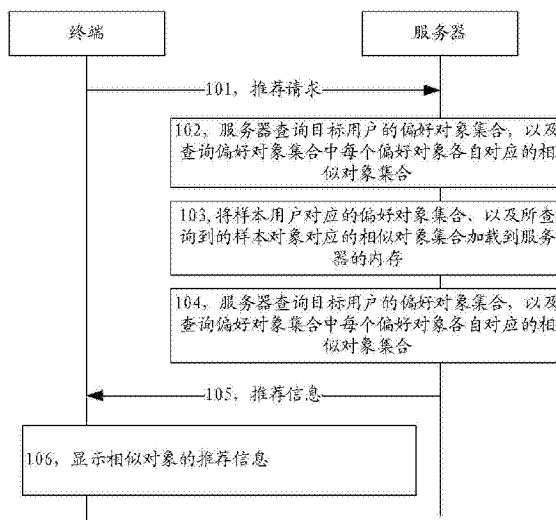 终端
服务器
101，推荐请求
102，服务器查询目标用户的偏好对象集合，以及
查询偏好对象集合中每个偏好对象各自对应的相
似对象集合
103,将样本用户对应的偏好对象集合、以及所查
询到的样本对象对应的相似对象集合加载到服务
器的内存
104，服务器查询目标用户的偏好对象集合，以及
查询偏好对象集合中每个偏好对象各自对应的相
似对象集合
105，推荐信息
106，显示相似对象的推荐信息